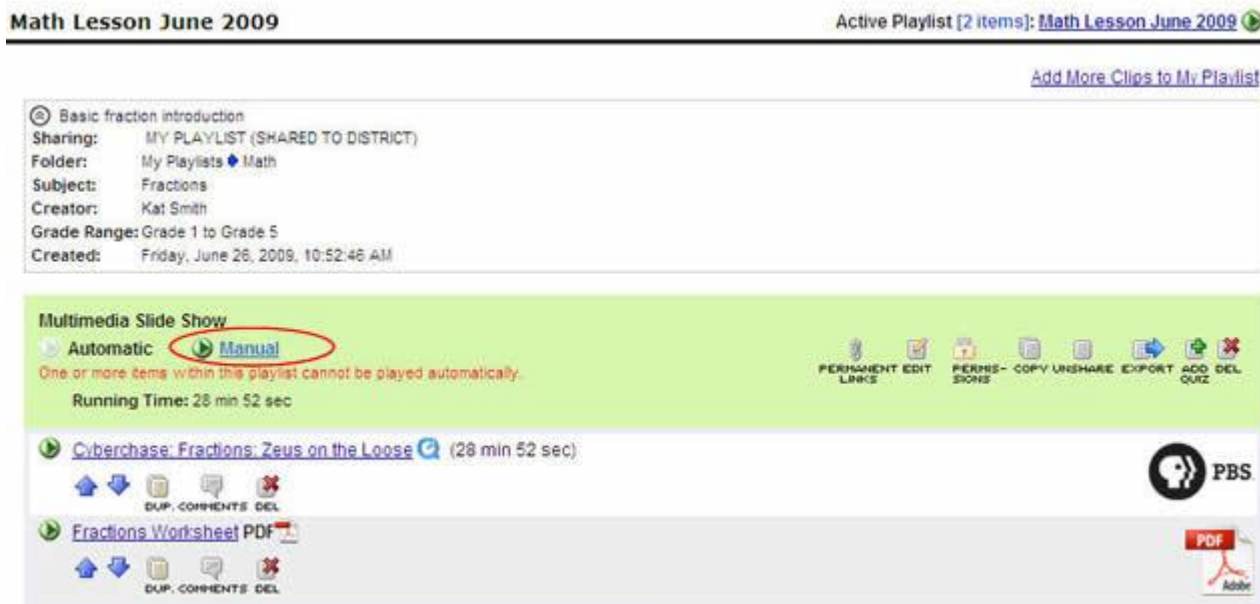 Math Lesson June 2009
Active Playlist [2 items]: Math Lesson June 2009
Add More Clips to My Playlist
Basic fraction introduction
Sharing: MY PLAYLIST (SHARED TO DISTRICT)
Folder: My Playlists Math
Subject: Fractions
Creator: Kat Smith
Grade Range: Grade 1 to Grade 5
Created: Friday, June 26, 2009, 10:52:46 AM
Multimedia Slide Show
Automatic Manual
One or more items within this playlist cannot be played automatically.
PERMANENT LINKS EDIT PERMIS- SIONS COPY UNSHARE EXPORT ADD QUIZ DEL
Running Time: 28 min 52 sec
Cyberchase: Fractions: Zeus on the Loose (28 min 52 sec)
PBS
DUP. COMMENTS DEL
Fractions Worksheet PDF
PDF
Adobe
DUP. COMMENTS DEL